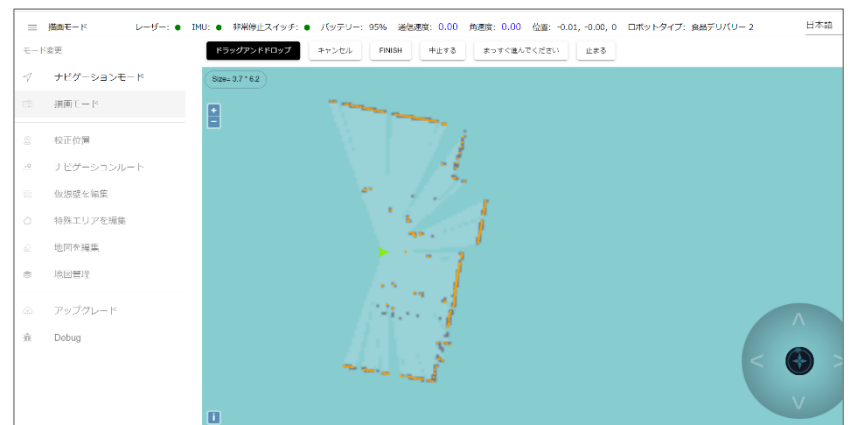 描画モード レーザー: ● IMU: ● 非常停止スイッチ: ● バッテリー: 95% 通信速度: 0.00 角速度: 0.00 位置: -0.01, -0.00, 0 ロボットタイプ: 食品デリバリー 2 日本語
モード変更 ドラッグアンドドロップ キャンセル FINISH 中止する まっすぐ進んでください 止まる
ナビゲーションモード
Size= 3.7 * 6.2
描画モード
+
−
校正位置
ナビゲーションルート
仮想壁を編集
特殊エリアを編集
地図を編集
地図管理
アップグレード
Debug
i